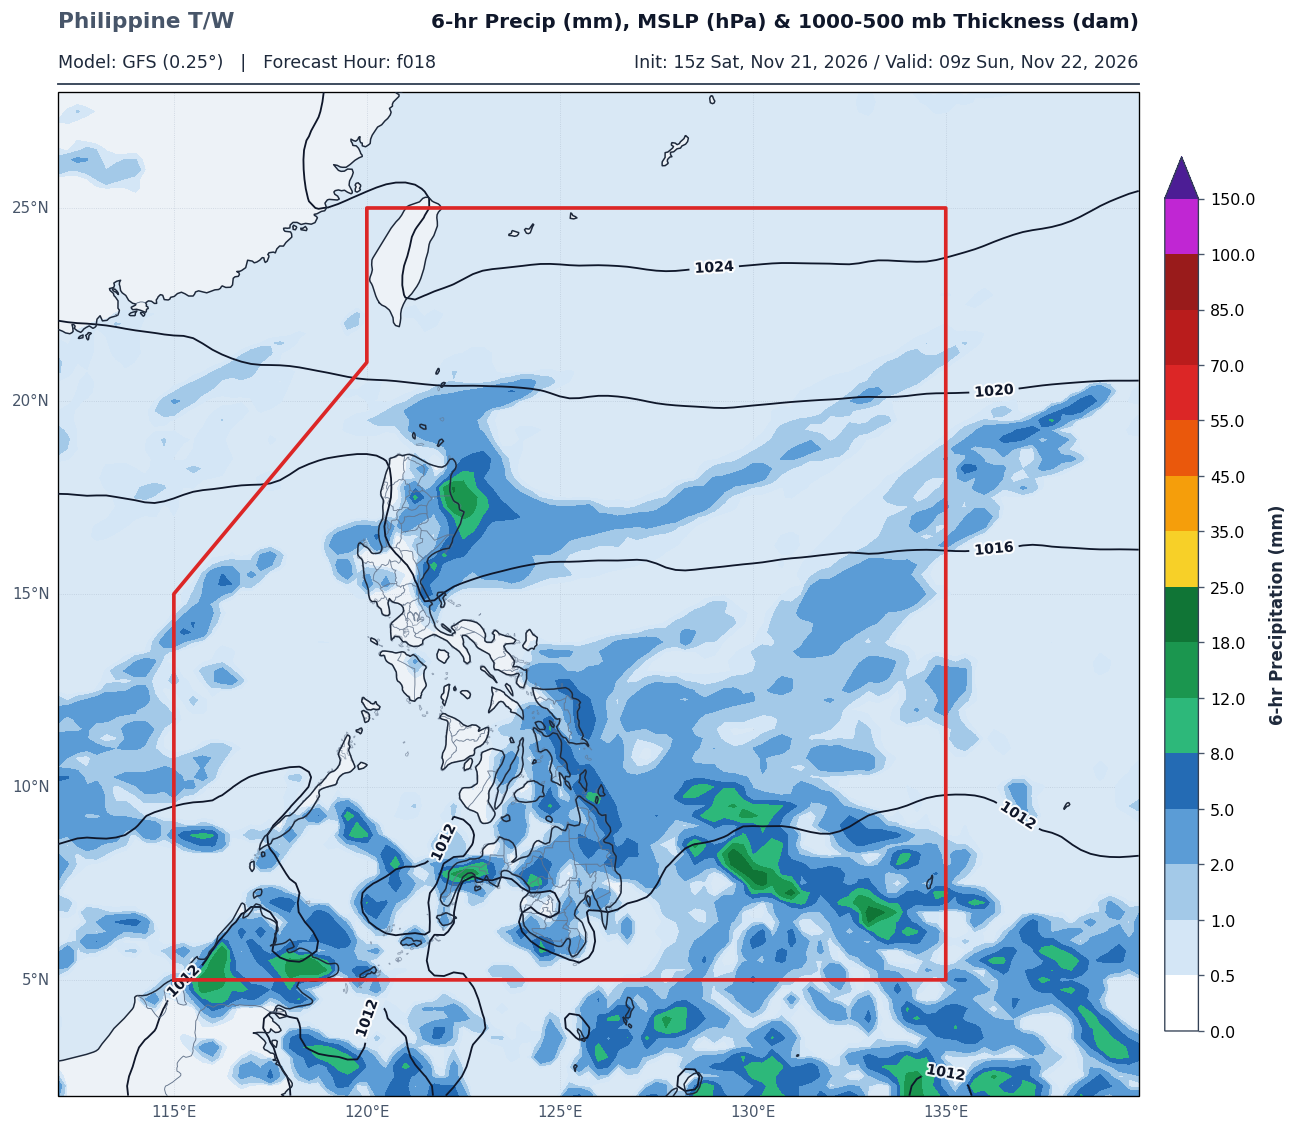 Philippine T/W
6-hr Precip (mm), MSLP (hPa) & 1000-500 mb Thickness (dam)
Model: GFS (0.25°) | Forecast Hour: f018
Init: 15z Sat, Nov 21, 2026 / Valid: 09z Sun, Nov 22, 2026
25°N
20°N
15°N
10°N
5°N
115°E
120°E
125°E
130°E
135°E
1024
1020
1016
1012
1012
1012
1012
1012
150.0
100.0
85.0
70.0
55.0
45.0
35.0
25.0
18.0
12.0
8.0
5.0
2.0
1.0
0.5
0.0
6-hr Precipitation (mm)